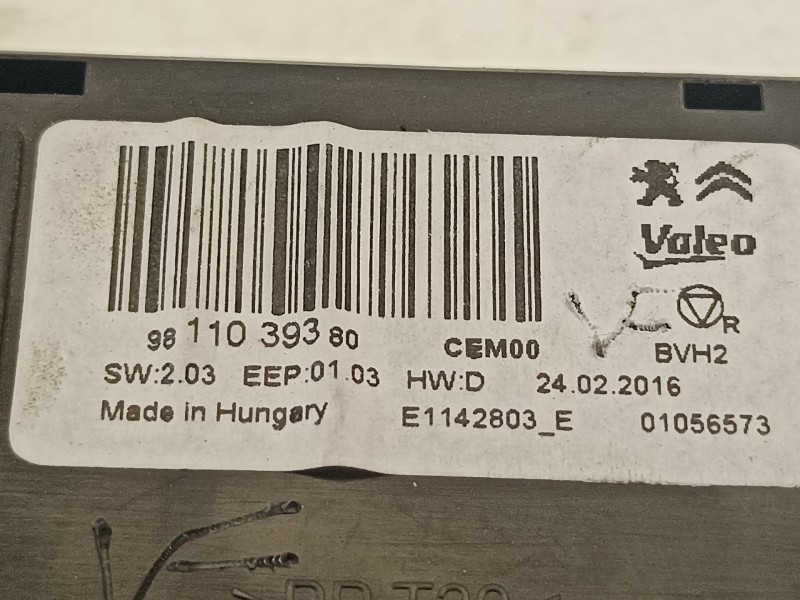 Valeo
R
98 110 393 80 CEM00 BVH2
SW:2.03 EEP:01.03 HW:D 24.02.2016
Made in Hungary E1142803_E 01056573